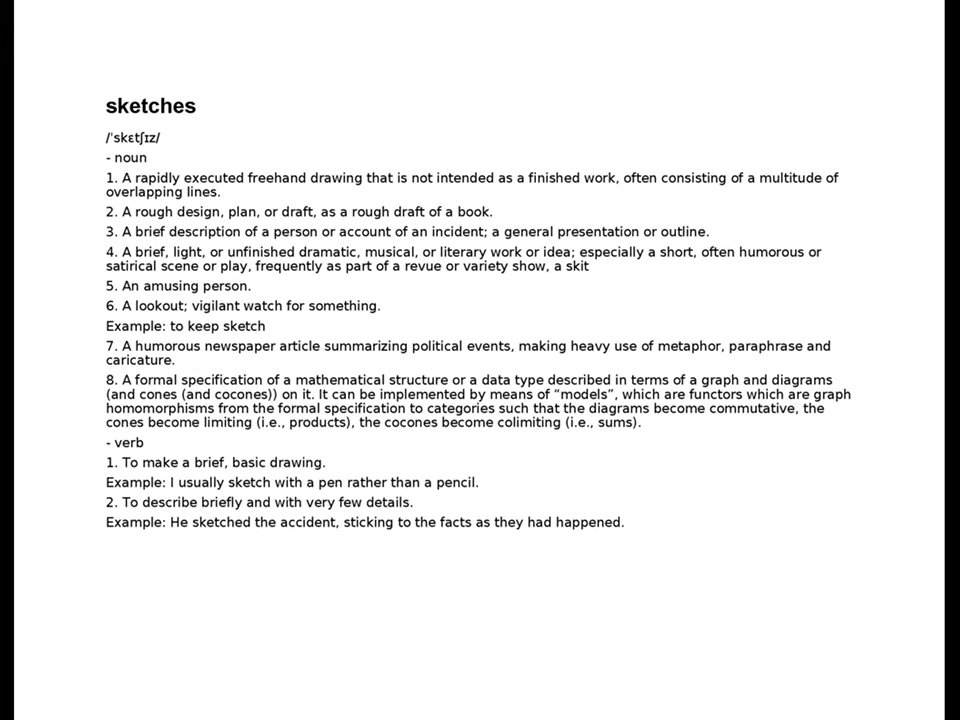 sketches
/ˈskɛtʃɪz/
- noun
1. A rapidly executed freehand drawing that is not intended as a finished work, often consisting of a multitude of
overlapping lines.
2. A rough design, plan, or draft, as a rough draft of a book.
3. A brief description of a person or account of an incident; a general presentation or outline.
4. A brief, light, or unfinished dramatic, musical, or literary work or idea; especially a short, often humorous or
satirical scene or play, frequently as part of a revue or variety show, a skit
5. An amusing person.
6. A lookout; vigilant watch for something.
Example: to keep sketch
7. A humorous newspaper article summarizing political events, making heavy use of metaphor, paraphrase and
caricature.
8. A formal specification of a mathematical structure or a data type described in terms of a graph and diagrams
(and cones (and cocones)) on it. It can be implemented by means of “models”, which are functors which are graph
homomorphisms from the formal specification to categories such that the diagrams become commutative, the
cones become limiting (i.e., products), the cocones become colimiting (i.e., sums).
- verb
1. To make a brief, basic drawing.
Example: I usually sketch with a pen rather than a pencil.
2. To describe briefly and with very few details.
Example: He sketched the accident, sticking to the facts as they had happened.